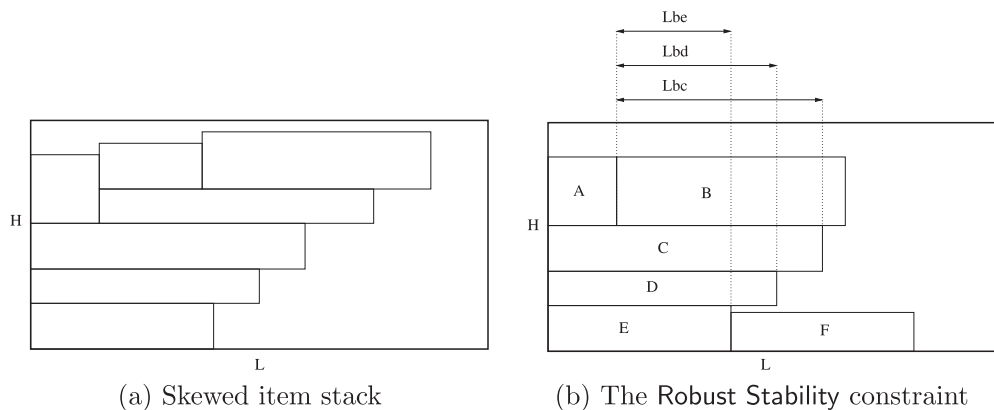 Lbe
Lbd
Lbc
H
L
A
B
C
D
E
F
H
L
(a) Skewed item stack
(b) The Robust Stability constraint